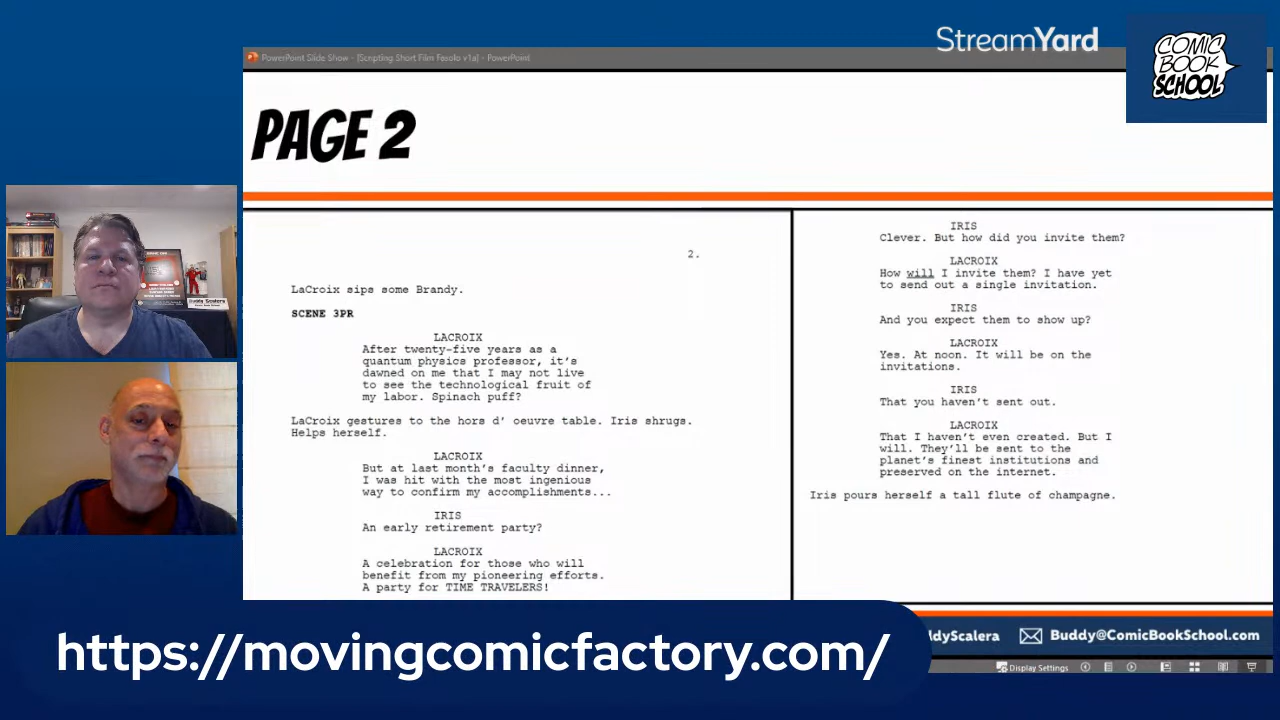 StreamYard
COMIC
BOOK
SCHOOL
PowerPoint Slide Show - [Scripting Short Film Fasolo v1a] - PowerPoint
PAGE 2
2.
LaCroix sips some Brandy.
SCENE 3PR
LACROIX
After twenty-five years as a
quantum physics professor, it's
dawned on me that I may not live
to see the technological fruit of
my labor. Spinach puff?
LaCroix gestures to the hors d' oeuvre table. Iris shrugs.
Helps herself.
LACROIX
But at last month's faculty dinner,
I was hit with the most ingenious
way to confirm my accomplishments...
IRIS
An early retirement party?
LACROIX
A celebration for those who will
benefit from my pioneering efforts.
A party for TIME TRAVELERS!
IRIS
Clever. But how did you invite them?
LACROIX
How will I invite them? I have yet
to send out a single invitation.
IRIS
And you expect them to show up?
LACROIX
Yes. At noon. It will be on the
invitations.
IRIS
That you haven't sent out.
LACROIX
That I haven't even created. But I
will. They'll be sent to the
planet's finest institutions and
preserved on the internet.
Iris pours herself a tall flute of champagne.
Buddy Scalera
https://movingcomicfactory.com/
ddyScalera
Buddy@ComicBookSchool.com
Display Settings